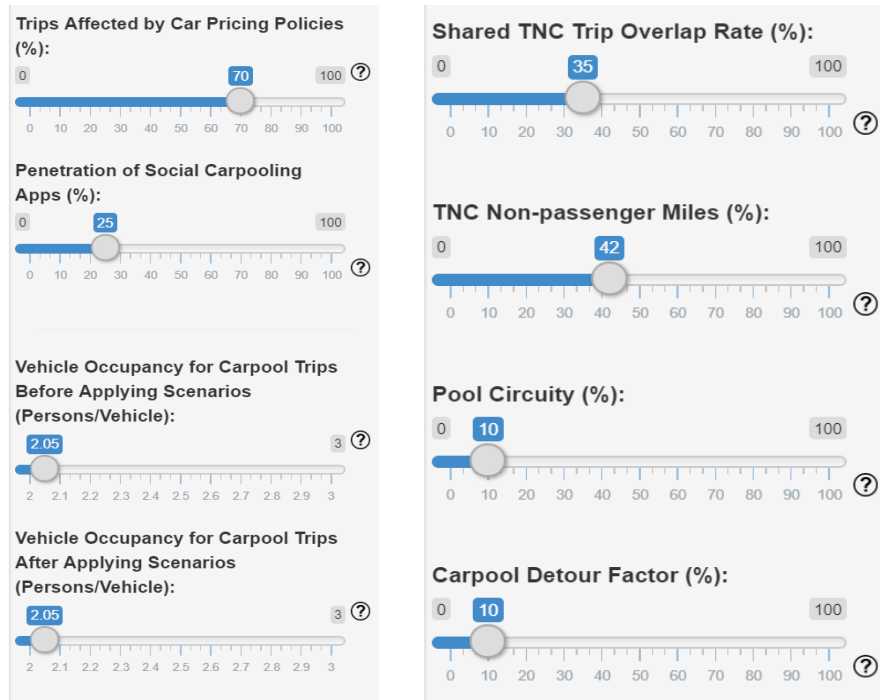 Trips Affected by Car Pricing Policies
(%):
0 70 100 ?
0 10 20 30 40 50 60 70 80 90 100
Penetration of Social Carpooling
Apps (%):
0 25 100
0 10 20 30 40 50 60 70 80 90 100 ?
Vehicle Occupancy for Carpool Trips
Before Applying Scenarios
(Persons/Vehicle):
2.05 3 ?
2 2.1 2.2 2.3 2.4 2.5 2.6 2.7 2.8 2.9 3
Vehicle Occupancy for Carpool Trips
After Applying Scenarios
(Persons/Vehicle):
2.05 3 ?
2 2.1 2.2 2.3 2.4 2.5 2.6 2.7 2.8 2.9 3
Shared TNC Trip Overlap Rate (%):
0 35 100
0 10 20 30 40 50 60 70 80 90 100 ?
TNC Non-passenger Miles (%):
0 42 100
0 10 20 30 40 50 60 70 80 90 100 ?
Pool Circuity (%):
0 10 100
0 10 20 30 40 50 60 70 80 90 100 ?
Carpool Detour Factor (%):
0 10 100
0 10 20 30 40 50 60 70 80 90 100 ?